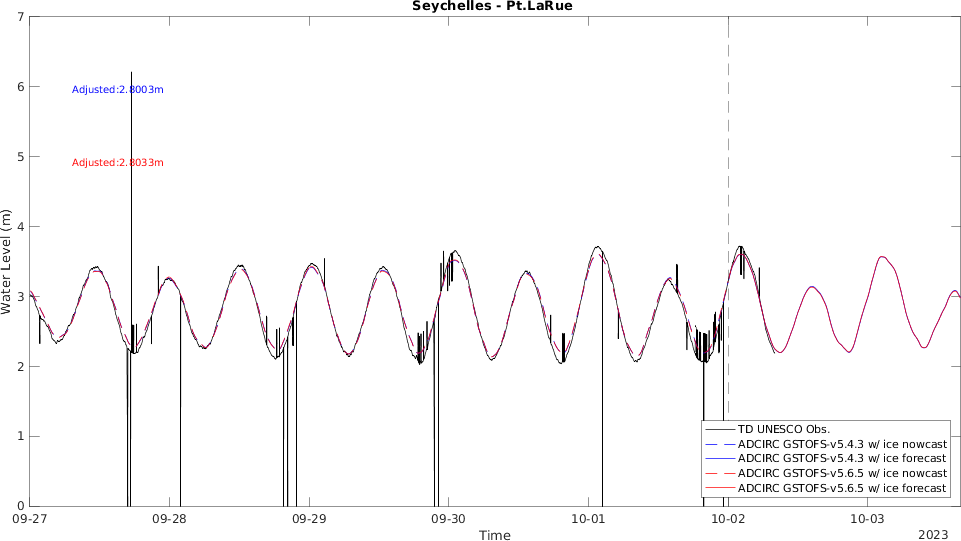 Seychelles - Pt.LaRue
7
6
5
4
3
2
1
0
Water Level (m)
Adjusted:2.8003m
Adjusted:2.8033m
TD UNESCO Obs.
ADCIRC GSTOFS-v5.4.3 w/ ice nowcast
ADCIRC GSTOFS-v5.4.3 w/ ice forecast
ADCIRC GSTOFS-v5.6.5 w/ ice nowcast
ADCIRC GSTOFS-v5.6.5 w/ ice forecast
09-27 09-28 09-29 09-30 10-01 10-02 10-03
Time
2023